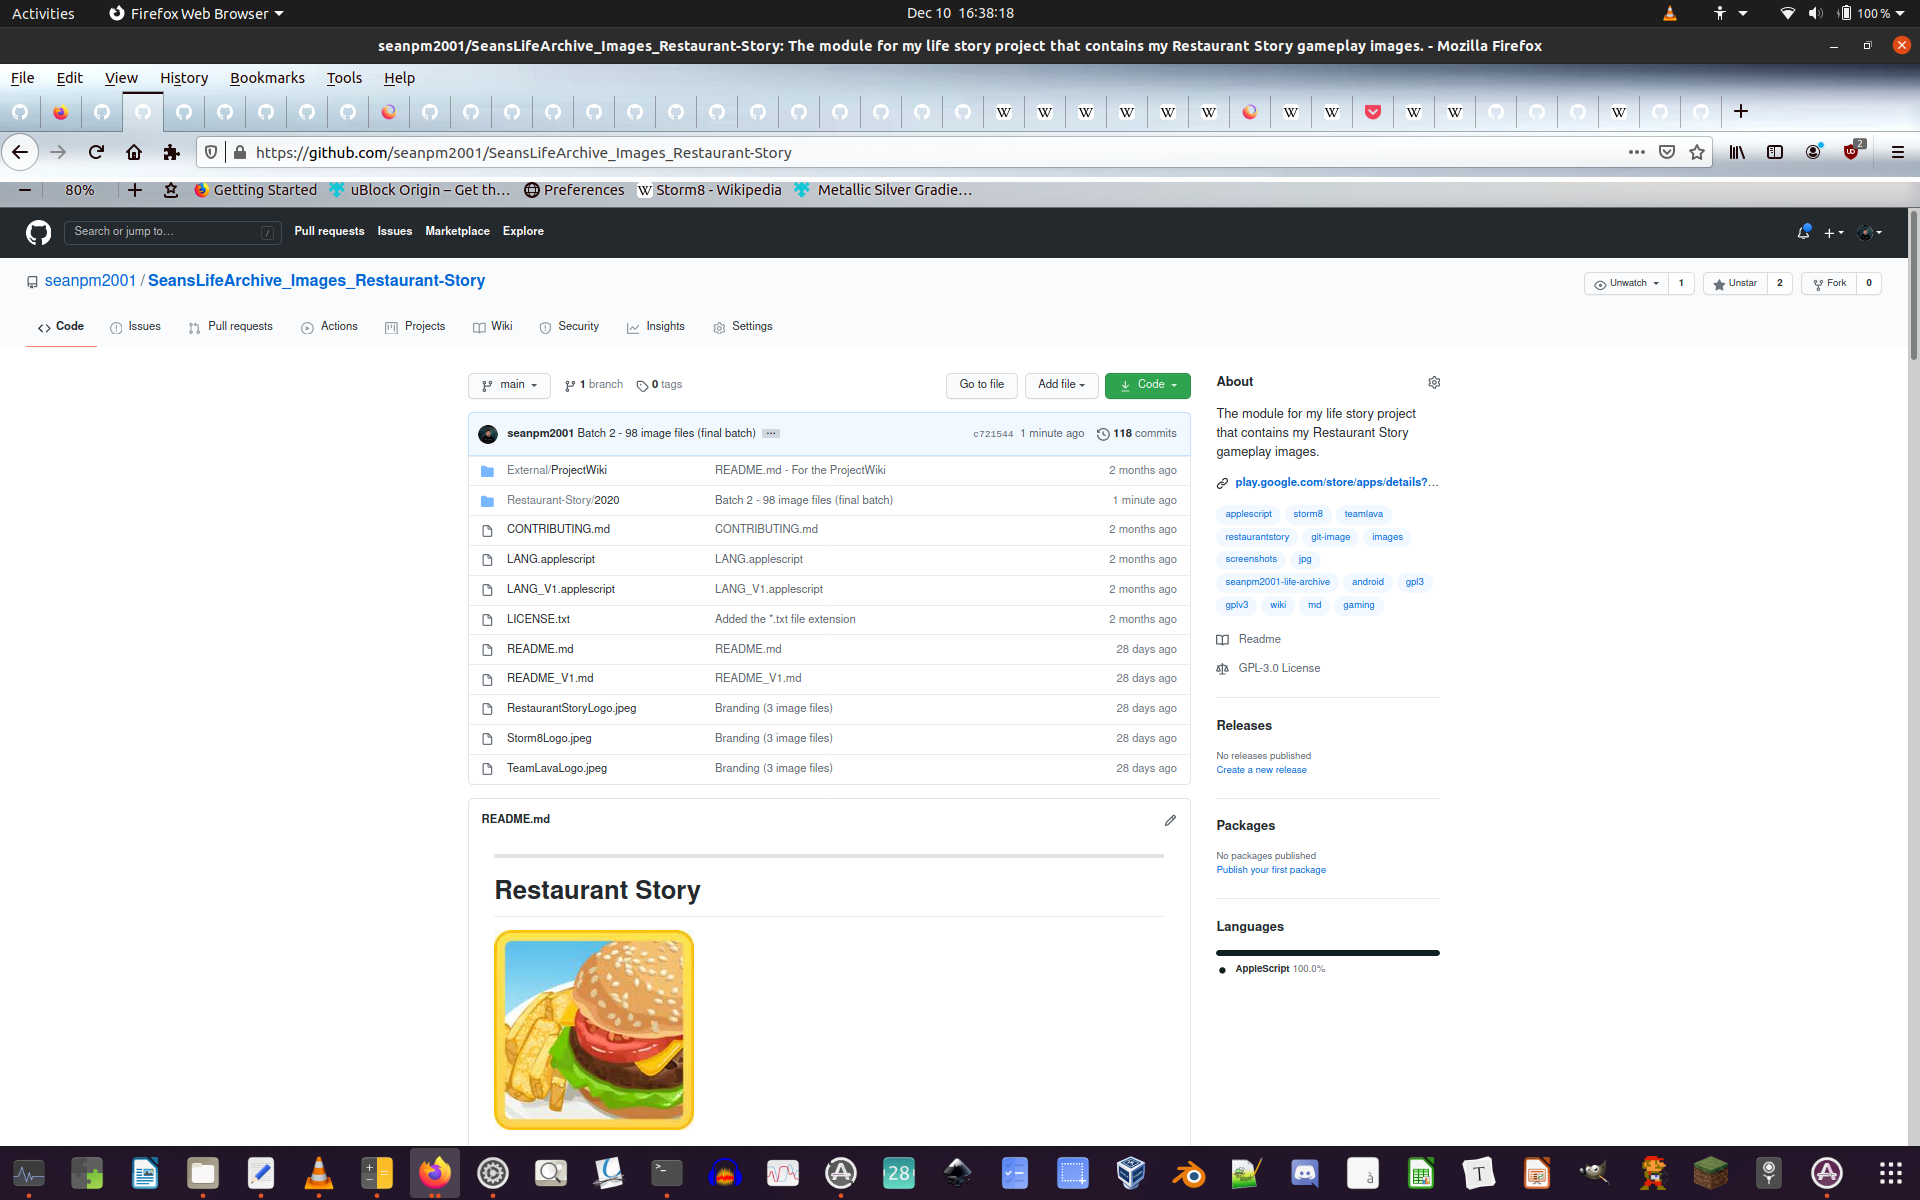 Activities Firefox Web Browser Dec 10 16:38:18 100 %
seanpm2001/SeansLifeArchive_Images_Restaurant-Story: The module for my life story project that contains my Restaurant Story gameplay images. - Mozilla Firefox
File Edit View History Bookmarks Tools Help
https://github.com/seanpm2001/SeansLifeArchive_Images_Restaurant-Story 2
80% Getting Started uBlock Origin – Get th… Preferences Storm8 - Wikipedia Metallic Silver Gradie…
Search or jump to… / Pull requests Issues Marketplace Explore
seanpm2001 / SeansLifeArchive_Images_Restaurant-Story Unwatch 1 Unstar 2 Fork 0
Code Issues Pull requests Actions Projects Wiki Security Insights Settings
main 1 branch 0 tags Go to file Add file Code
seanpm2001 Batch 2 - 98 image files (final batch) c721544 1 minute ago 118 commits
External/ProjectWiki README.md - For the ProjectWiki 2 months ago
Restaurant-Story/2020 Batch 2 - 98 image files (final batch) 1 minute ago
CONTRIBUTING.md CONTRIBUTING.md 2 months ago
LANG.applescript LANG.applescript 2 months ago
LANG_V1.applescript LANG_V1.applescript 2 months ago
LICENSE.txt Added the *.txt file extension 2 months ago
README.md README.md 28 days ago
README_V1.md README_V1.md 28 days ago
RestaurantStoryLogo.jpeg Branding (3 image files) 28 days ago
Storm8Logo.jpeg Branding (3 image files) 28 days ago
TeamLavaLogo.jpeg Branding (3 image files) 28 days ago
README.md
Restaurant Story
About
The module for my life story project
that contains my Restaurant Story
gameplay images.
play.google.com/store/apps/details?…
applescript storm8 teamlava
restaurantstory git-image images
screenshots jpg
seanpm2001-life-archive android gpl3
gplv3 wiki md gaming
Readme
GPL-3.0 License
Releases
No releases published
Create a new release
Packages
No packages published
Publish your first package
Languages
AppleScript 100.0%
28